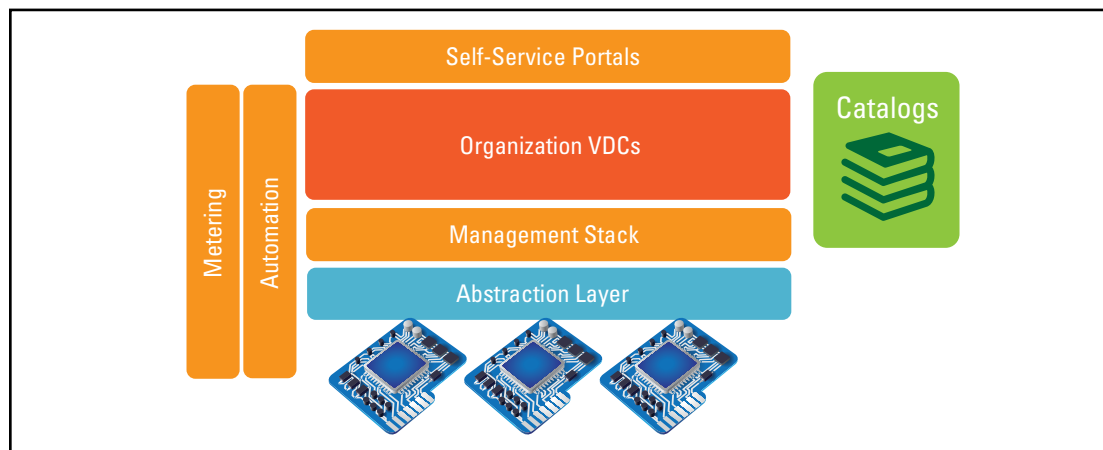 Self-Service Portals
Metering
Automation
Organization VDCs
Catalogs
Management Stack
Abstraction Layer